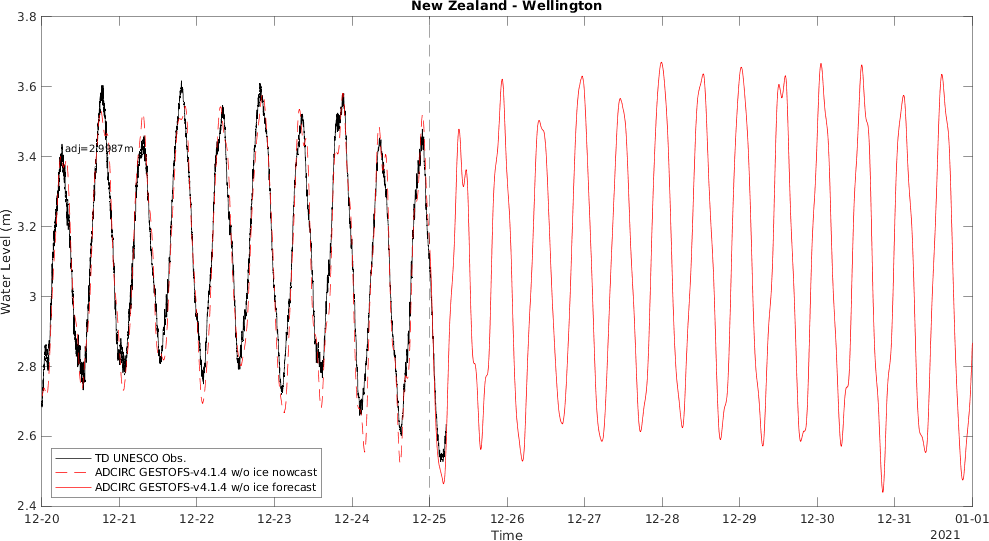 New Zealand - Wellington
3.8
3.6
3.4
3.2
3
2.8
2.6
2.4
Water Level (m)
adj=2.9987m
TD UNESCO Obs.
ADCIRC GESTOFS-v4.1.4 w/o ice nowcast
ADCIRC GESTOFS-v4.1.4 w/o ice forecast
12-20 12-21 12-22 12-23 12-24 12-25 12-26 12-27 12-28 12-29 12-30 12-31 01-01
Time
2021